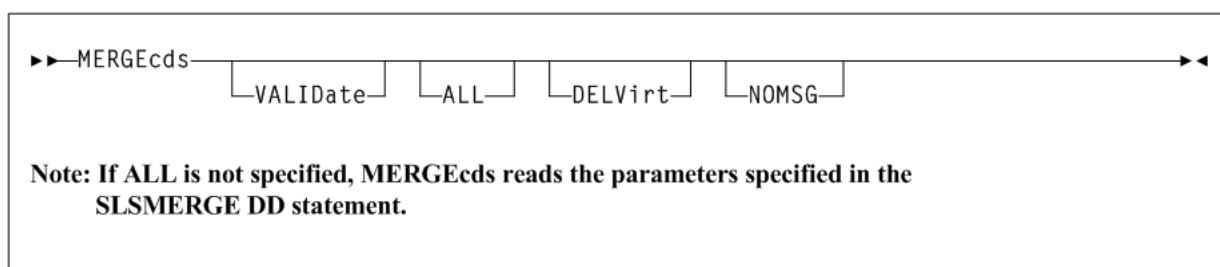 MERGEcds
VALIDate ALL DELVirt NOMSG
Note: If ALL is not specified, MERGEcds reads the parameters specified in the
SLSMERGE DD statement.